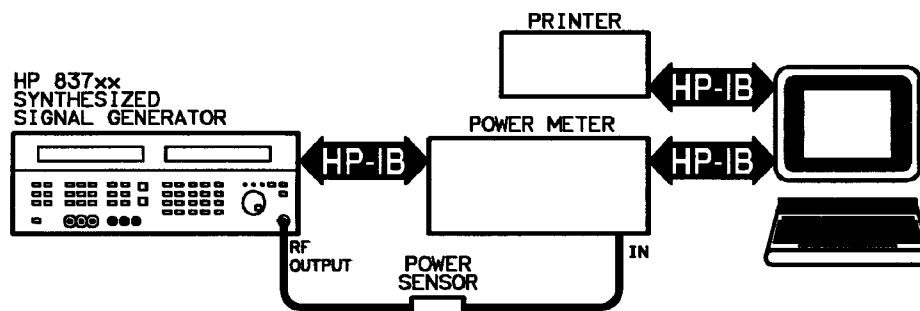 PRINTER
HP-IB
HP 837xx
SYNTHESIZED
SIGNAL GENERATOR
POWER METER
HP-IB
HP-IB
RF
OUTPUT
POWER
SENSOR
IN